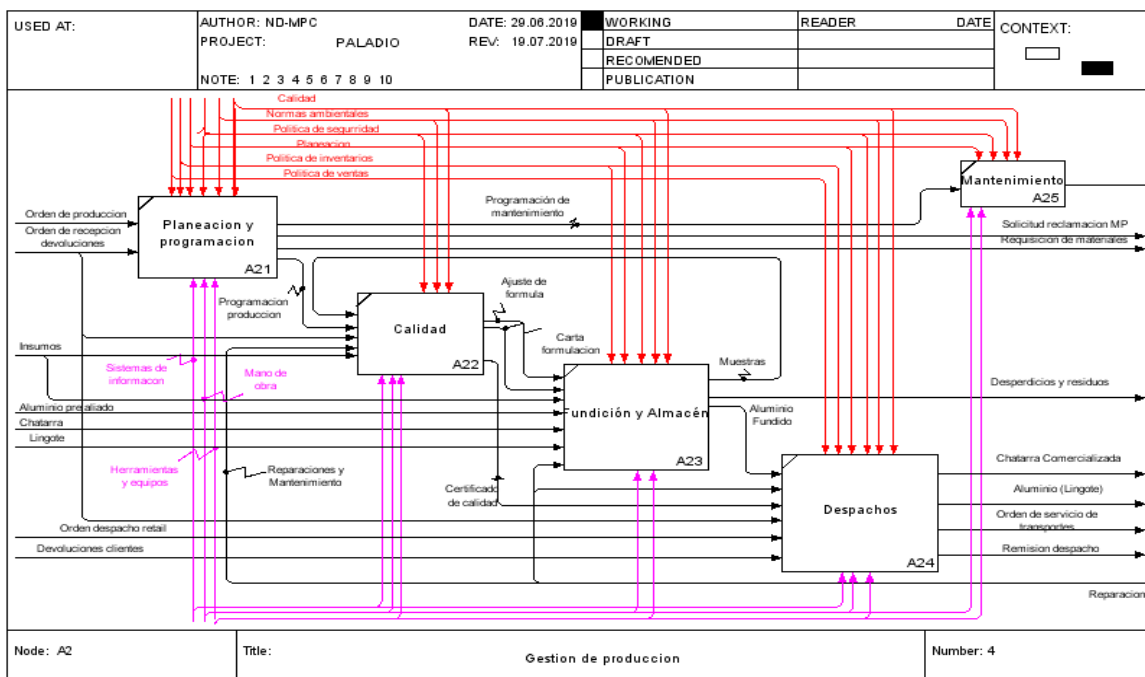 USED AT:
AUTHOR: ND-MPC
DATE: 29.06.2019
PROJECT: PALADIO
REV: 19.07.2019
NOTE: 1 2 3 4 5 6 7 8 9 10
WORKING
DRAFT
RECOMENDED
PUBLICATION
READER DATE
CONTEXT:
Calidad
Normas ambientales
Politica de segurridad
Planeacion
Politica de inventarios
Politica de ventas
Mantenimiento
A25
Orden de produccion
Orden de recepcion
devoluciones
Planeacion y
programacion
A21
Programación de
mantenimiento
Solicitud reclamacion MP
Requisicion de materiales
Programacion
produccion
Ajuste de
formula
Calidad
A22
Carta
formulacion
Insumos
Sistemas de
informacon
Mano de
obra
Muestras
Desperdicios y residuos
Aluminio pre aliado
Chatarra
Lingote
Fundición y Almacén
A23
Aluminio
Fundido
Herramientas
y equipos
Reparaciones y
Mantenimiento
Certificado
de calidad
Chatarra Comercializada
Aluminio (Lingote)
Orden de servicio de
transportes
Remision despacho
Despachos
A24
Orden despacho retail
Devoluciones clientes
Reparacion
Node: A2
Title:
Gestion de produccion
Number: 4